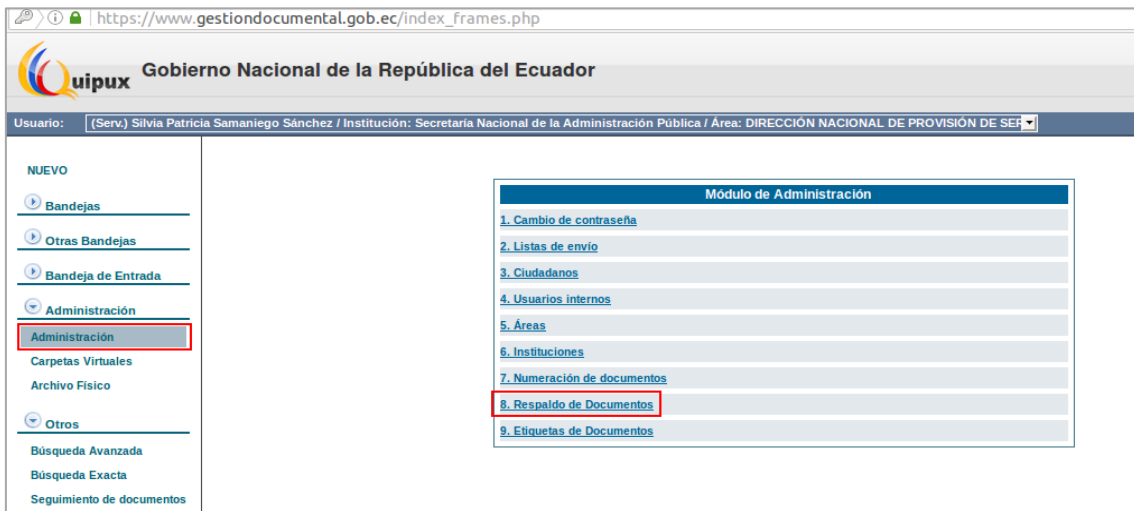 https://www.gestiondocumental.gob.ec/index_frames.php
Quipux
Gobierno Nacional de la República del Ecuador
Usuario: (Serv.) Silvia Patricia Samaniego Sánchez / Institución: Secretaría Nacional de la Administración Pública / Área: DIRECCIÓN NACIONAL DE PROVISIÓN DE
NUEVO
Bandejas
Otras Bandejas
Bandeja de Entrada
Administración
Administración
Carpetas Virtuales
Archivo Físico
Otros
Búsqueda Avanzada
Búsqueda Exacta
Seguimiento de documentos
Módulo de Administración
1. Cambio de contraseña
2. Listas de envío
3. Ciudadanos
4. Usuarios internos
5. Áreas
6. Instituciones
7. Numeración de documentos
8. Respaldo de Documentos
9. Etiquetas de Documentos